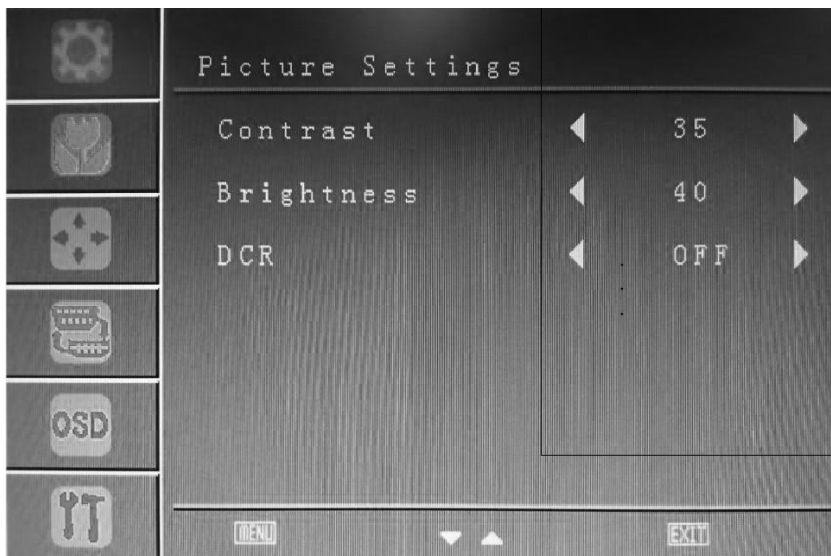 Picture Settings
Contrast 35
Brightness 40
DCR OFF
OSD
MENU EXIT